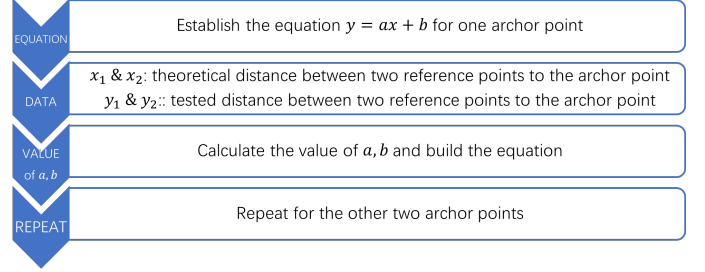 EQUATION
Establish the equation y = ax + b for one archor point
DATA
x₁ & x₂: theoretical distance between two reference points to the archor point
y₁ & y₂:: tested distance between two reference points to the archor point
VALUE
of a, b
Calculate the value of a, b and build the equation
REPEAT
Repeat for the other two archor points